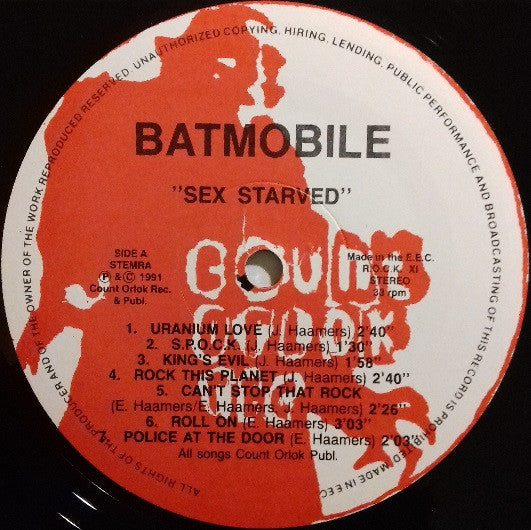 ALL RIGHTS OF THE PRODUCER AND OF THE OWNER OF THE WORK REPRODUCED RESERVED. UNAUTHORIZED COPYING, HIRING, LENDING, PUBLIC PERFORMANCE AND BROADCASTING OF THIS RECORD IS PROHIBITED. MADE IN EEC
BATMOBILE
"SEX STARVED"
SIDE A
STEMRA
Ⓟ & © 1991
Count Orlok Rec.
& Publ.
Made in the E.E.C.
R.O.C.K. XI
STEREO
33 rpm
COUNT
ORLOK
1. URANIUM LOVE (J. Haamers) 2'40"
2. S.P.O.C.K. (J. Haamers) 1'30"
3. KING'S EVIL (J. Haamers) 1'58"
4. ROCK THIS PLANET (J. Haamers) 2'40"
5. CAN'T STOP THAT ROCK
(E. Haamers/E. Haamers, J. Haamers) 2'26"
6. ROLL ON (E. Haamers) 3'03"
7. POLICE AT THE DOOR (E. Haamers) 2'03"
All songs Count Orlok Publ.